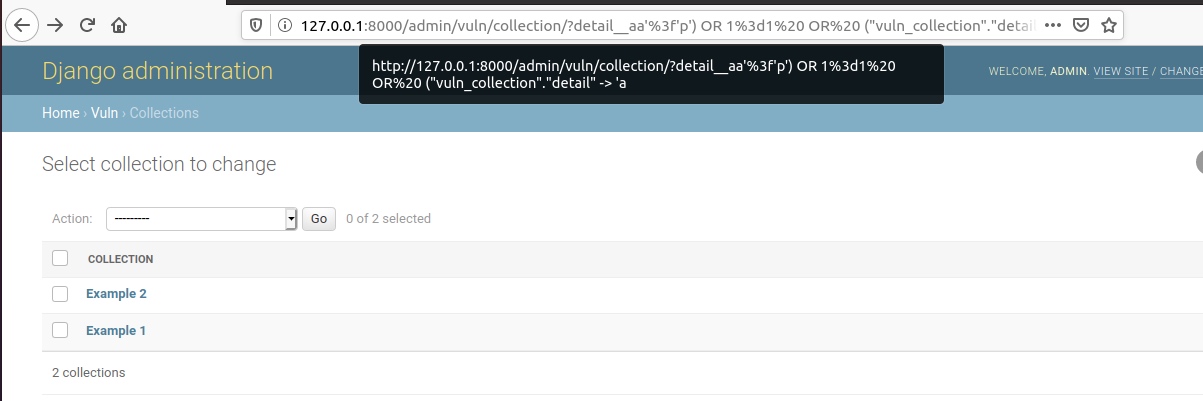 127.0.0.1:8000/admin/vuln/collection/?detail__aa'%3f'p') OR 1%3d1%20 OR%20 ("vuln_collection"."detail
http://127.0.0.1:8000/admin/vuln/collection/?detail__aa'%3f'p') OR 1%3d1%20
OR%20 ("vuln_collection"."detail" -> 'a
Django administration
WELCOME, ADMIN. VIEW SITE / CHANGE
Home › Vuln › Collections
Select collection to change
Action: --------- Go 0 of 2 selected
COLLECTION
Example 2
Example 1
2 collections